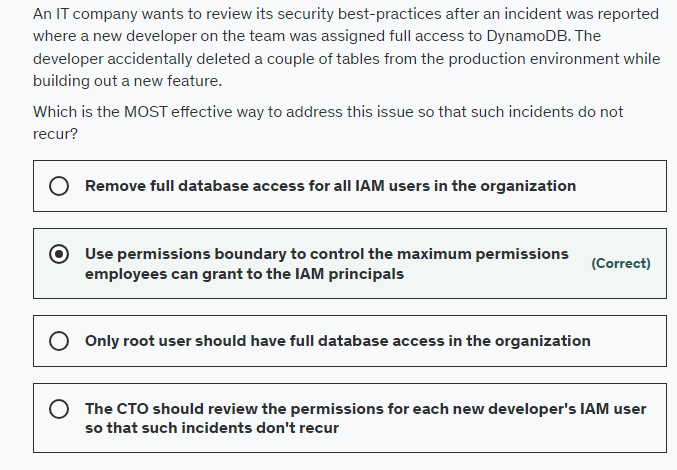 An IT company wants to review its security best-practices after an incident was reported
where a new developer on the team was assigned full access to DynamoDB. The
developer accidentally deleted a couple of tables from the production environment while
building out a new feature.
Which is the MOST effective way to address this issue so that such incidents do not
recur?
Remove full database access for all IAM users in the organization
Use permissions boundary to control the maximum permissions
employees can grant to the IAM principals
(Correct)
Only root user should have full database access in the organization
The CTO should review the permissions for each new developer's IAM user
so that such incidents don't recur